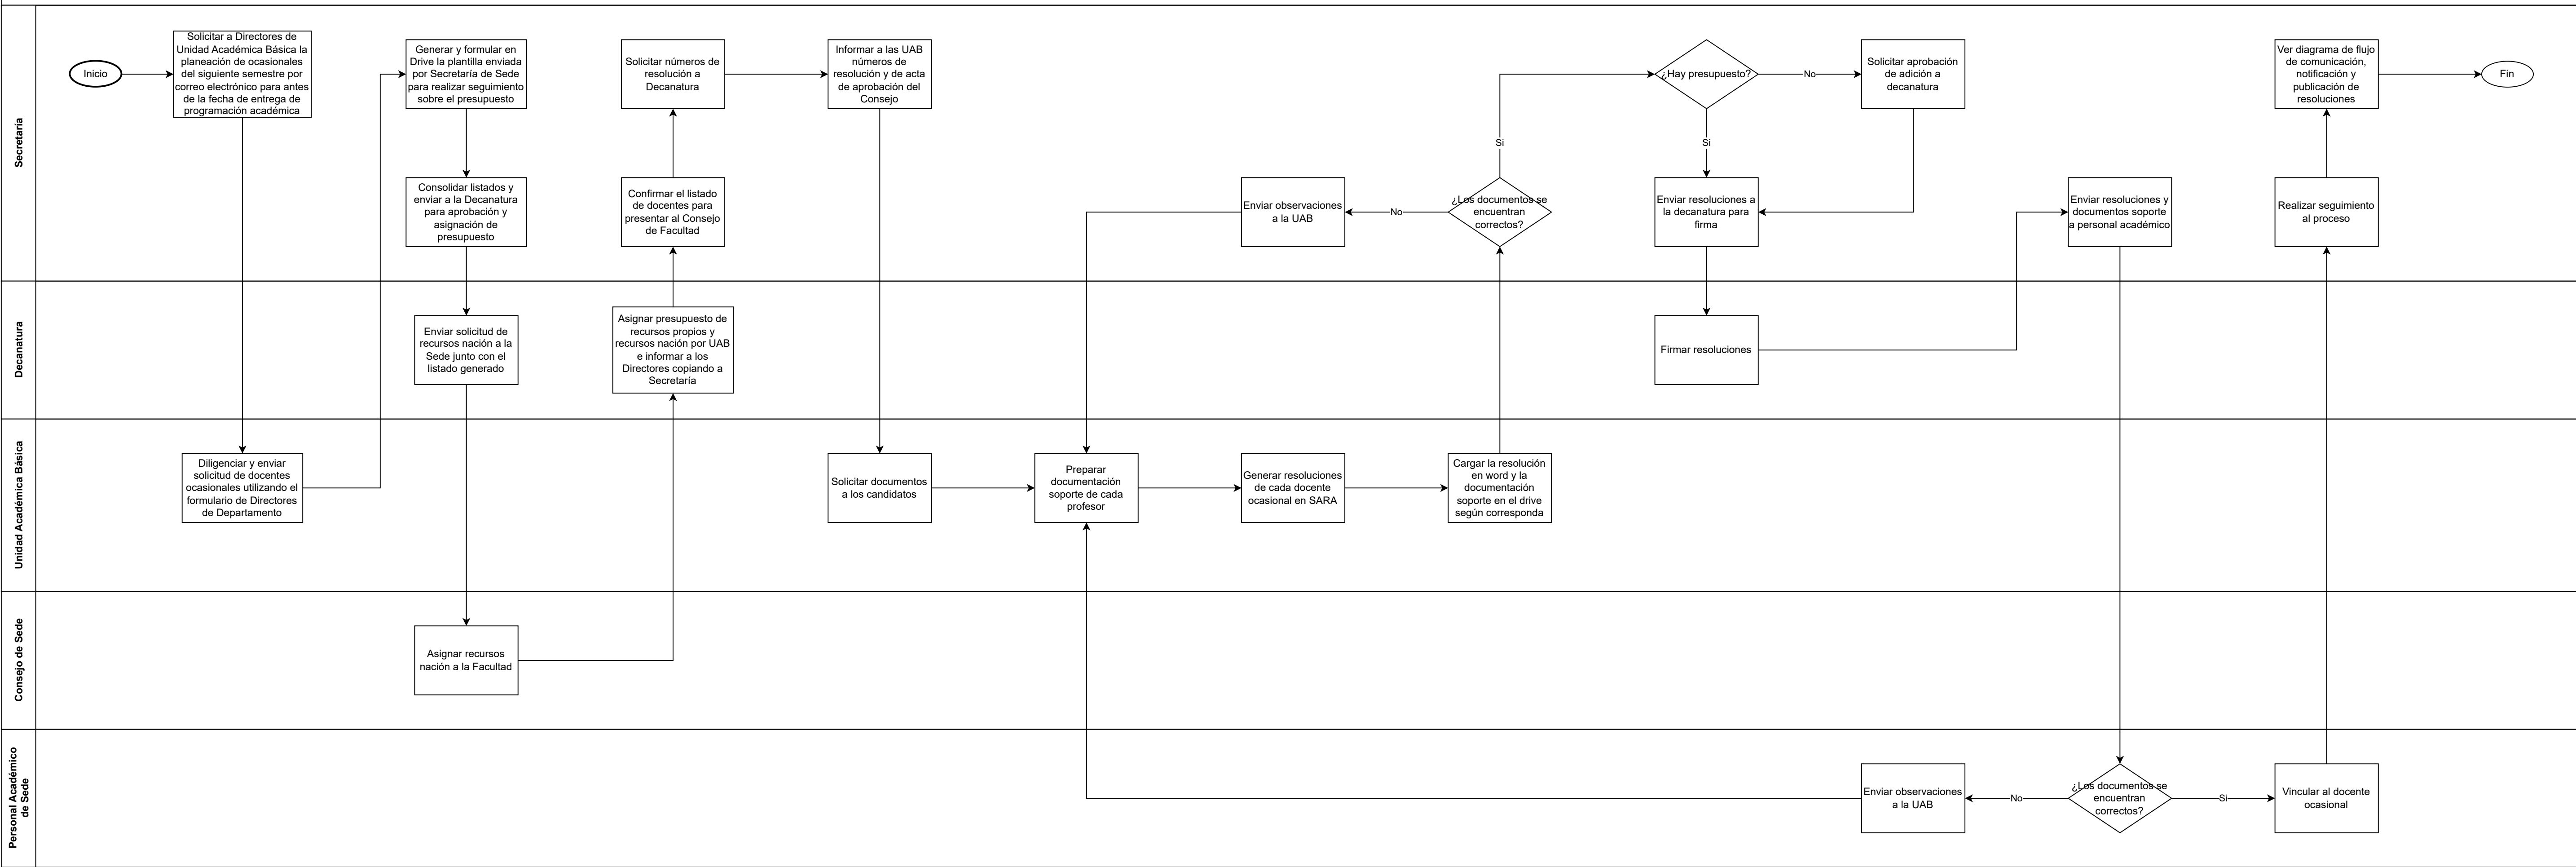 Secretaría
Inicio
Solicitar a Directores de
Unidad Académica Básica la
planeación de ocasionales
del siguiente semestre por
correo electrónico para antes
de la fecha de entrega de
programación académica
Generar y formular en
Drive la plantilla enviada
por Secretaría de Sede
para realizar seguimiento
sobre el presupuesto
Solicitar números de
resolución a
Decanatura
Informar a las UAB
números de
resolución y de acta
de aprobación del
Consejo
¿Hay presupuesto?
No
Solicitar aprobación
de adición a
decanatura
Ver diagrama de flujo
de comunicación,
notificación y
publicación de
resoluciones
Fin
Si
Si
Consolidar listados y
enviar a la Decanatura
para aprobación y
asignación de
presupuesto
Confirmar el listado
de docentes para
presentar al Consejo
de Facultad
Enviar observaciones
a la UAB
No
¿Los documentos se
encuentran
correctos?
Enviar resoluciones a
la decanatura para
firma
Enviar resoluciones y
documentos soporte
a personal académico
Realizar seguimiento
al proceso
Decanatura
Enviar solicitud de
recursos nación a la
Sede junto con el
listado generado
Asignar presupuesto de
recursos propios y
recursos nación por UAB
e informar a los
Directores copiando a
Secretaría
Firmar resoluciones
Unidad Académica Básica
Diligenciar y enviar
solicitud de docentes
ocasionales utilizando el
formulario de Directores
de Departamento
Solicitar documentos
a los candidatos
Preparar
documentación
soporte de cada
profesor
Generar resoluciones
de cada docente
ocasional en SARA
Cargar la resolución
en word y la
documentación
soporte en el drive
según corresponda
Consejo de Sede
Asignar recursos
nación a la Facultad
Personal Académico
de Sede
Enviar observaciones
a la UAB
No
¿Los documentos se
encuentran
correctos?
Si
Vincular al docente
ocasional